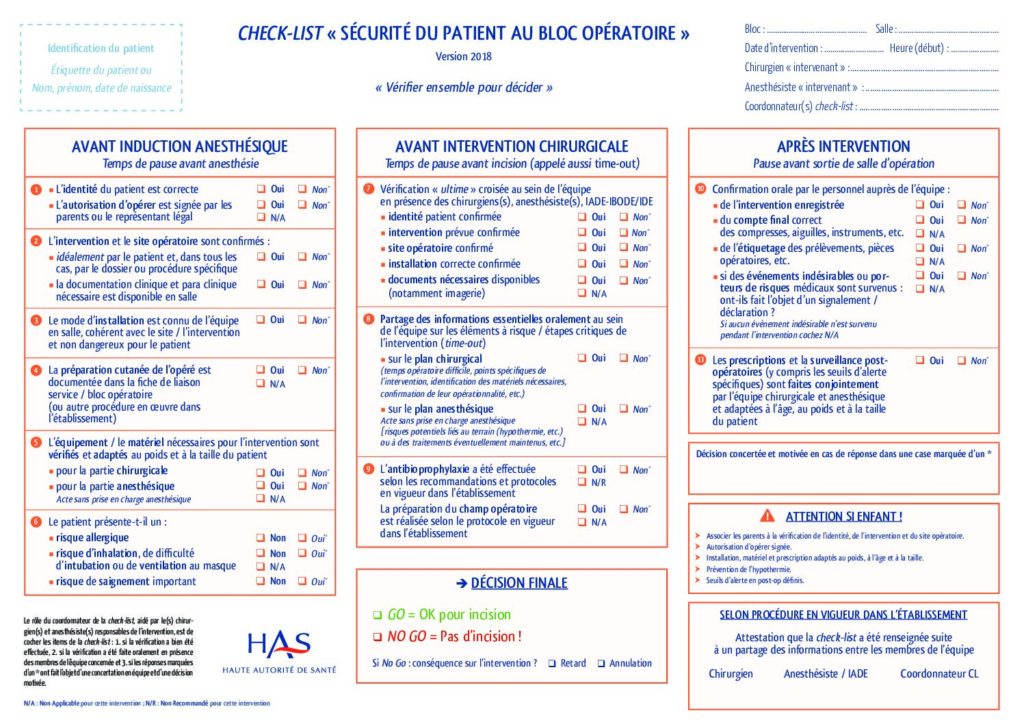 Identification du patient
Étiquette du patient ou
Nom, prénom, date de naissance
CHECK-LIST « SÉCURITÉ DU PATIENT AU BLOC OPÉRATOIRE »
Version 2018
« Vérifier ensemble pour décider »
Bloc : Salle :
Date d'intervention : Heure (début) :
Chirurgien « intervenant » :
Anesthésiste « intervenant » :
Coordonnateur(s) check-list :
AVANT INDUCTION ANESTHÉSIQUE
Temps de pause avant anesthésie
1 ▪ L'identité du patient est correcte ❑ Oui ❑ Non*
▪ L'autorisation d'opérer est signée par les ❑ Oui ❑ Non*
parents ou le représentant légal ❑ N/A
2 L'intervention et le site opératoire sont confirmés :
▪ idéalement par le patient et, dans tous les ❑ Oui ❑ Non*
cas, par le dossier ou procédure spécifique
▪ la documentation clinique et para clinique ❑ Oui ❑ Non*
nécessaire est disponible en salle
3 Le mode d'installation est connu de l'équipe ❑ Oui ❑ Non*
en salle, cohérent avec le site / l'intervention
et non dangereux pour le patient
4 La préparation cutanée de l'opéré est ❑ Oui ❑ Non*
documentée dans la fiche de liaison ❑ N/A
service / bloc opératoire
(ou autre procédure en œuvre dans
l'établissement)
5 L'équipement / le matériel nécessaires pour l'intervention sont
vérifiés et adaptés au poids et à la taille du patient
▪ pour la partie chirurgicale ❑ Oui ❑ Non*
▪ pour la partie anesthésique ❑ Oui ❑ Non*
Acte sans prise en charge anesthésique ❑ N/A
6 Le patient présente-t-il un :
▪ risque allergique ❑ Non ❑ Oui*
▪ risque d'inhalation, de difficulté ❑ Non ❑ Oui*
d'intubation ou de ventilation au masque ❑ N/A
▪ risque de saignement important ❑ Non ❑ Oui*
AVANT INTERVENTION CHIRURGICALE
Temps de pause avant incision (appelé aussi time-out)
7 Vérification « ultime » croisée au sein de l'équipe
en présence des chirurgiens(s), anesthésiste(s), IADE-IBODE/IDE
▪ identité patient confirmée ❑ Oui ❑ Non*
▪ intervention prévue confirmée ❑ Oui ❑ Non*
▪ site opératoire confirmé ❑ Oui ❑ Non*
▪ installation correcte confirmée ❑ Oui ❑ Non*
▪ documents nécessaires disponibles ❑ Oui ❑ Non*
(notamment imagerie) ❑ N/A
8 Partage des informations essentielles oralement au sein
de l'équipe sur les éléments à risque / étapes critiques de
l'intervention (time-out)
▪ sur le plan chirurgical ❑ Oui ❑ Non*
(temps opératoire difficile, points spécifiques de
l'intervention, identification des matériels nécessaires,
confirmation de leur opérationnalité, etc.)
▪ sur le plan anesthésique ❑ Oui ❑ Non*
Acte sans prise en charge anesthésique ❑ N/A
[risques potentiels liés au terrain (hypothermie, etc.)
ou à des traitements éventuellement maintenus, etc.]
9 L'antibioprophylaxie a été effectuée ❑ Oui ❑ Non*
selon les recommandations et protocoles ❑ N/R
en vigueur dans l'établissement
La préparation du champ opératoire ❑ Oui ❑ Non*
est réalisée selon le protocole en vigueur ❑ N/A
dans l'établissement
➔ DÉCISION FINALE
❑ GO = OK pour incision
❑ NO GO = Pas d'incision !
Si No Go : conséquence sur l'intervention ? ❑ Retard ❑ Annulation
APRÈS INTERVENTION
Pause avant sortie de salle d'opération
10 Confirmation orale par le personnel auprès de l'équipe :
▪ de l'intervention enregistrée ❑ Oui ❑ Non*
▪ du compte final correct ❑ Oui ❑ Non*
des compresses, aiguilles, instruments, etc. ❑ N/A
▪ de l'étiquetage des prélèvements, pièces ❑ Oui ❑ Non*
opératoires, etc. ❑ N/A
▪ si des événements indésirables ou por- ❑ Oui ❑ Non*
teurs de risques médicaux sont survenus : ❑ N/A
ont-ils fait l'objet d'un signalement /
déclaration ?
Si aucun évènement indésirable n'est survenu
pendant l'intervention cochez N/A
11 Les prescriptions et la surveillance post- ❑ Oui ❑ Non*
opératoires (y compris les seuils d'alerte
spécifiques) sont faites conjointement
par l'équipe chirurgicale et anesthésique
et adaptées à l'âge, au poids et à la taille
du patient
Décision concertée et motivée en cas de réponse dans une case marquée d'un *
ATTENTION SI ENFANT !
➤ Associer les parents à la vérification de l'identité, de l'intervention et du site opératoire.
➤ Autorisation d'opérer signée.
➤ Installation, matériel et prescription adaptés au poids, à l'âge et à la taille.
➤ Prévention de l'hypothermie.
➤ Seuils d'alerte en post-op définis.
SELON PROCÉDURE EN VIGUEUR DANS L'ÉTABLISSEMENT
Attestation que la check-list a été renseignée suite
à un partage des informations entre les membres de l'équipe
Chirurgien Anesthésiste / IADE Coordonnateur CL
Le rôle du coordonnateur de la check-list, aidé par le(s) chirur-
gien(s) et anesthésiste(s) responsables de l'intervention, est de
cocher les items de la check-list : 1. si la vérification a bien été
effectuée, 2. si la vérification a été faite oralement en présence
des membres de l'équipe concernée et 3. si les réponses marquées
d'un * ont fait l'objet d'une concertation en équipe et d'une décision
motivée.
HAS
HAUTE AUTORITÉ DE SANTÉ
N/A : Non Applicable pour cette intervention ; N/R : Non Recommandé pour cette intervention